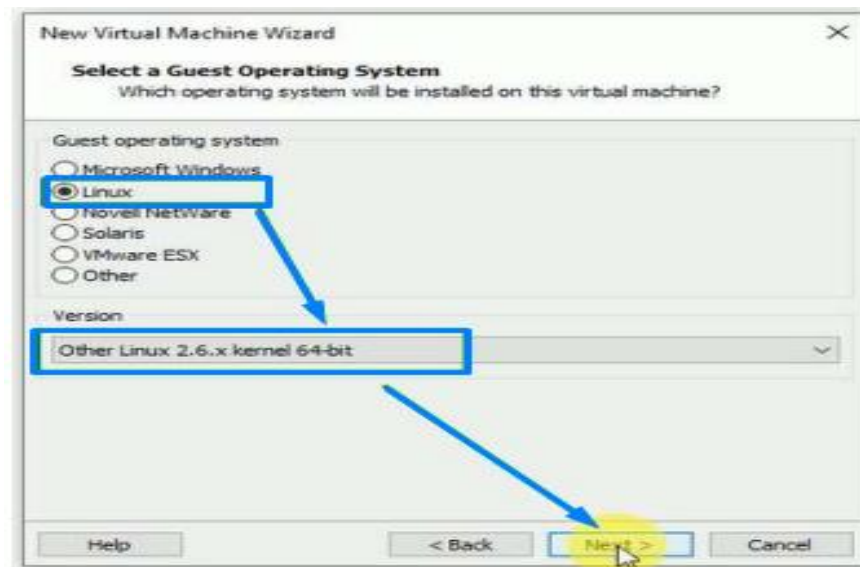 New Virtual Machine Wizard
Select a Guest Operating System
Which operating system will be installed on this virtual machine?
Guest operating system
Microsoft Windows
Linux
Novell NetWare
Solaris
VMware ESX
Other
Version
Other Linux 2.6.x kernel 64-bit
Help < Back Next > Cancel